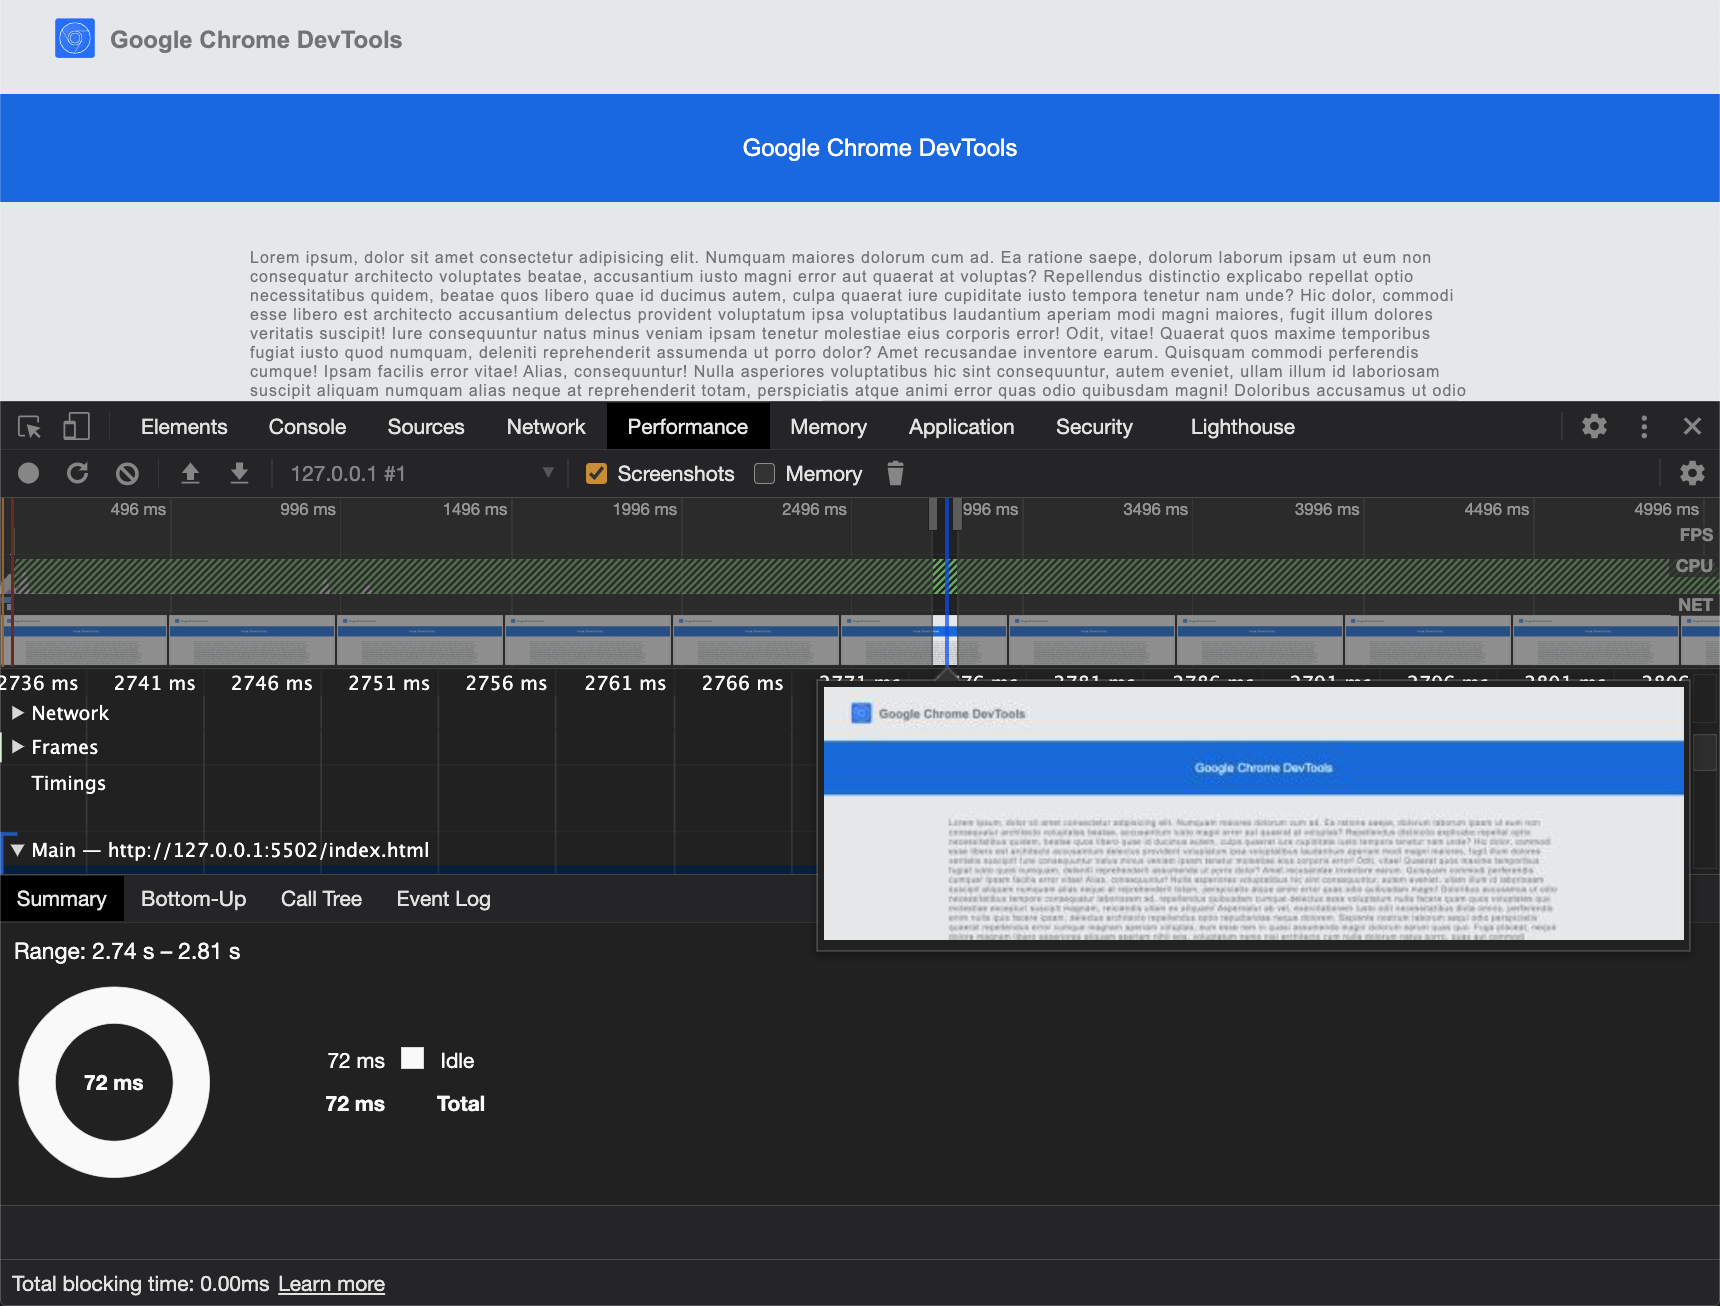 Google Chrome DevTools
Google Chrome DevTools
Lorem ipsum, dolor sit amet consectetur adipisicing elit. Numquam maiores dolorum cum ad. Ea ratione saepe, dolorum laborum ipsam ut eum non
consequatur architecto voluptates beatae, accusantium iusto magni error aut quaerat at voluptas? Repellendus distinctio explicabo repellat optio
necessitatibus quidem, beatae quos libero quae id ducimus autem, culpa quaerat iure cupiditate iusto tempora tenetur nam unde? Hic dolor, commodi
esse libero est architecto accusantium delectus provident voluptatum ipsa voluptatibus laudantium aperiam modi magni maiores, fugit illum dolores
veritatis suscipit! Iure consequuntur natus minus veniam ipsam tenetur molestiae eius corporis error! Odit, vitae! Quaerat quos maxime temporibus
fugiat iusto quod numquam, deleniti reprehenderit assumenda ut porro dolor? Amet recusandae inventore earum. Quisquam commodi perferendis
cumque! Ipsam facilis error vitae! Alias, consequuntur! Nulla asperiores voluptatibus hic sint consequuntur, autem eveniet, ullam illum id laboriosam
suscipit aliquam numquam alias neque at reprehenderit totam, perspiciatis atque animi error quas odio quibusdam magni! Doloribus accusamus ut odio
Elements Console Sources Network Performance Memory Application Security Lighthouse
127.0.0.1 #1 Screenshots Memory
496 ms 996 ms 1496 ms 1996 ms 2496 ms 996 ms 3496 ms 3996 ms 4496 ms 4996 ms
FPS
CPU
NET
2736 ms 2741 ms 2746 ms 2751 ms 2756 ms 2761 ms 2766 ms
Network
Frames
Timings
Main — http://127.0.0.1:5502/index.html
Google Chrome DevTools
Google Chrome DevTools
Summary Bottom-Up Call Tree Event Log
Range: 2.74 s – 2.81 s
72 ms
72 ms Idle
72 ms Total
Total blocking time: 0.00ms Learn more